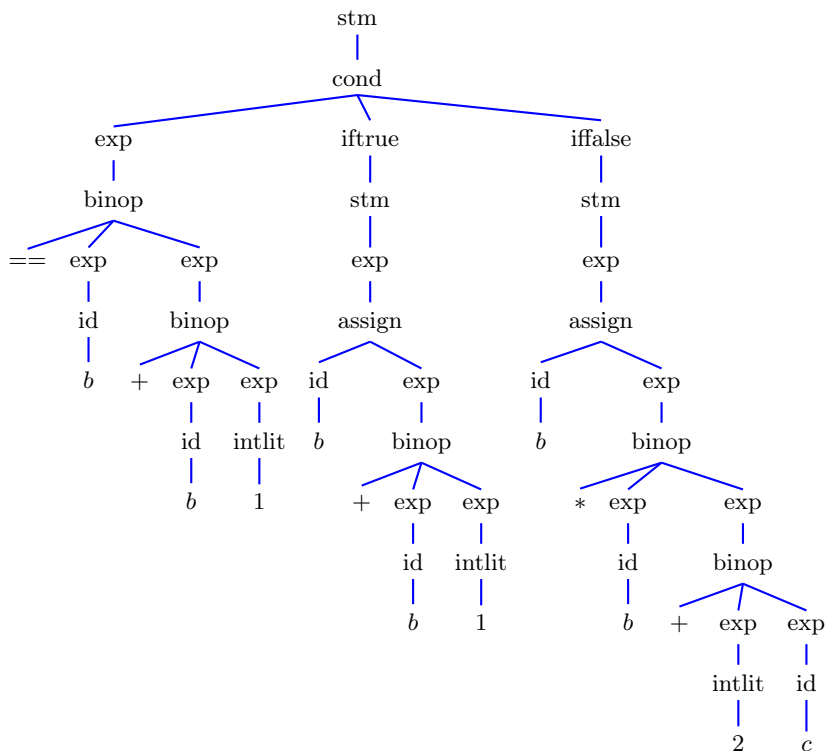 stm
cond
exp iftrue iffalse
binop stm stm
== exp exp exp exp
id binop assign assign
b + exp exp id exp id exp
id intlit b binop b binop
b 1 + exp exp * exp exp
id intlit id binop
b 1 b + exp exp
intlit id
2 c